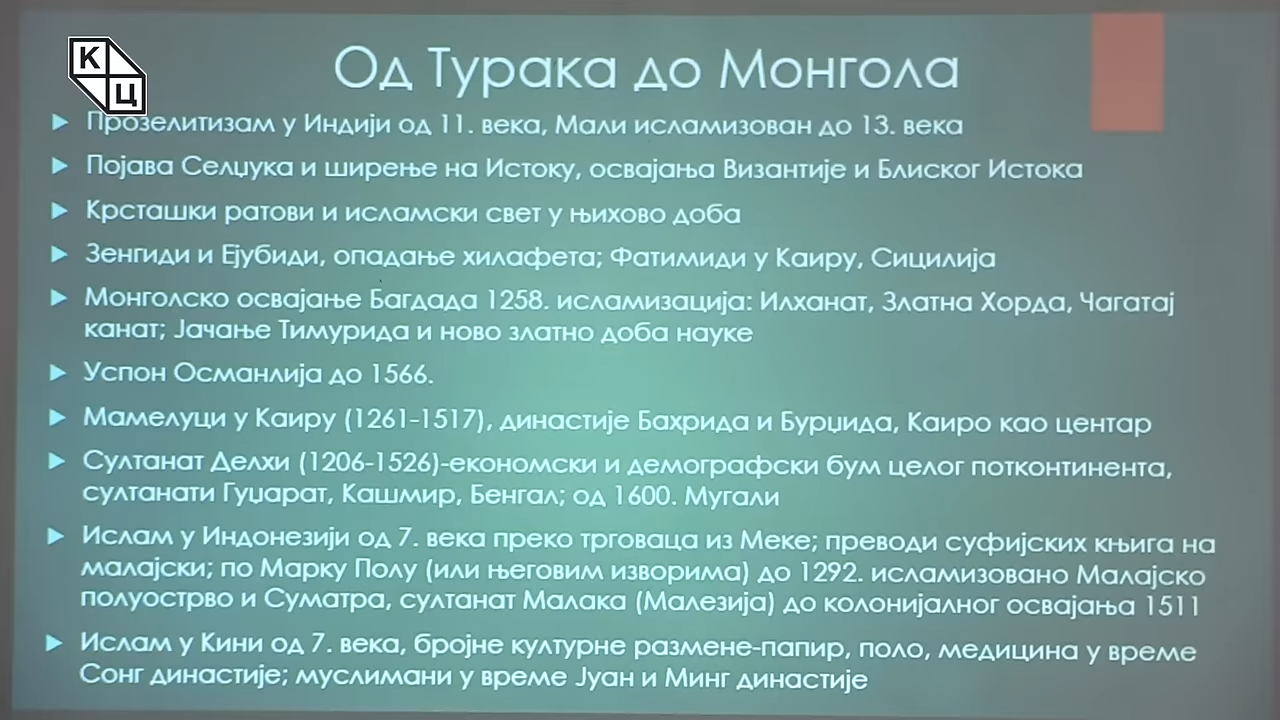 К
Ц
Од Турака до Монгола
Прозелитизам у Индији од 11. века, Мали исламизован до 13. века
Појава Селџука и ширење на Истоку, освајања Византије и Блиског Истока
Крсташки ратови и исламски свет у њихово доба
Зенгиди и Ејубиди, опадање хилафета; Фатимиди у Каиру, Сицилија
Монголско освајање Багдада 1258. исламизација: Илханат, Златна Хорда, Чагатај
канат; Јачање Тимурида и ново златно доба науке
Успон Османлија до 1566.
Мамелуци у Каиру (1261-1517), династије Бахрида и Бурџида, Каиро као центар
Султанат Делхи (1206-1526)-економски и демографски бум целог потконтинента,
султанати Гуџарат, Кашмир, Бенгал; од 1600. Мугали
Ислам у Индонезији од 7. века преко трговаца из Меке; преводи суфијских књига на
малајски; по Марку Полу (или његовим изворима) до 1292. исламизовано Малајско
полуострво и Суматра, султанат Малака (Малезија) до колонијалног освајања 1511
Ислам у Кини од 7. века, бројне културне размене-папир, поло, медицина у време
Сонг династије; муслимани у време Јуан и Минг династије